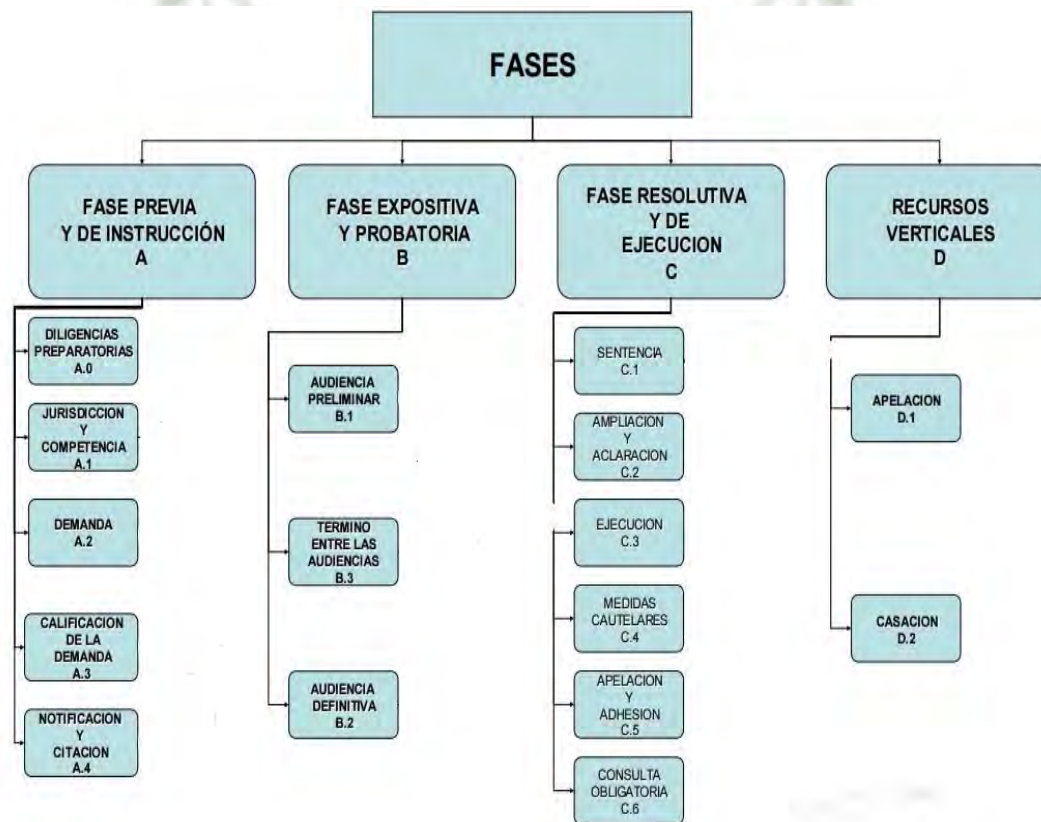 FASES
FASE PREVIA
Y DE INSTRUCCIÓN
A
DILIGENCIAS
PREPARATORIAS
A.0
JURISDICCION
Y
COMPETENCIA
A.1
DEMANDA
A.2
CALIFICACION
DE LA
DEMANDA
A.3
NOTIFICACION
Y
CITACION
A.4
FASE EXPOSITIVA
Y PROBATORIA
B
AUDIENCIA
PRELIMINAR
B.1
TERMINO
ENTRE LAS
AUDIENCIAS
B.3
AUDIENCIA
DEFINITIVA
B.2
FASE RESOLUTIVA
Y DE
EJECUCION
C
SENTENCIA
C.1
AMPLIACION
Y
ACLARACION
C.2
EJECUCION
C.3
MEDIDAS
CAUTELARES
C.4
APELACION
Y
ADHESION
C.5
CONSULTA
OBLIGATORIA
C.6
RECURSOS
VERTICALES
D
APELACION
D.1
CASACION
D.2